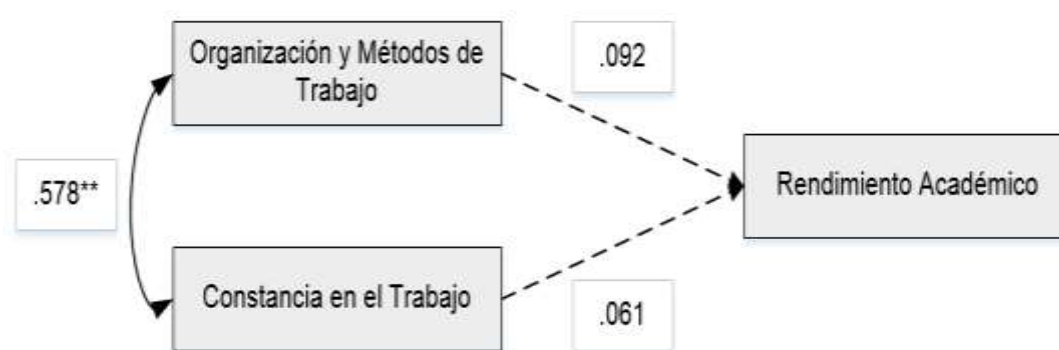 Organización y Métodos de
Trabajo
.092
.578**
Rendimiento Académico
Constancia en el Trabajo
.061